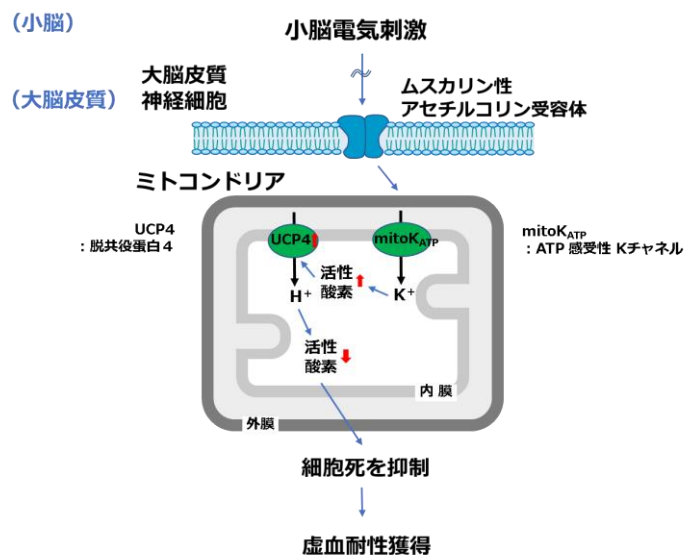 (小脳)
小脳電気刺激
(大脳皮質)
大脳皮質
神経細胞
ムスカリン性
アセチルコリン受容体
ミトコンドリア
UCP4
:脱共役蛋白4
mitoKATP
:ATP 感受性 Kチャネル
UCP4
mitoKATP
活性
酸素
H+
K+
活性
酸素
内 膜
外膜
細胞死を抑制
虚血耐性獲得